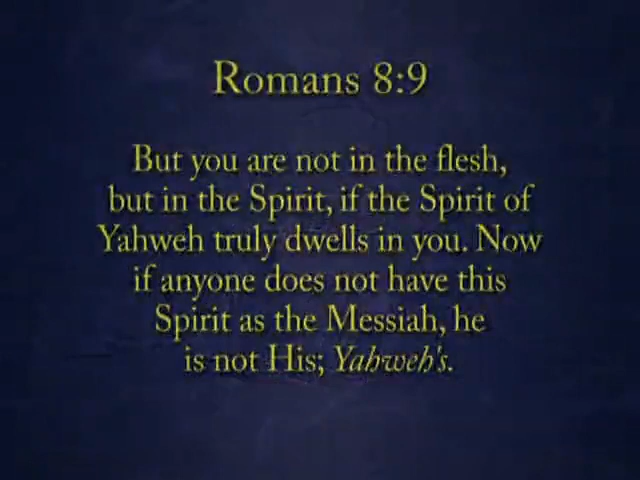 Romans 8:9
But you are not in the flesh,
but in the Spirit, if the Spirit of
Yahweh truly dwells in you. Now
if anyone does not have this
Spirit as the Messiah, he
is not His; Yahweh's.